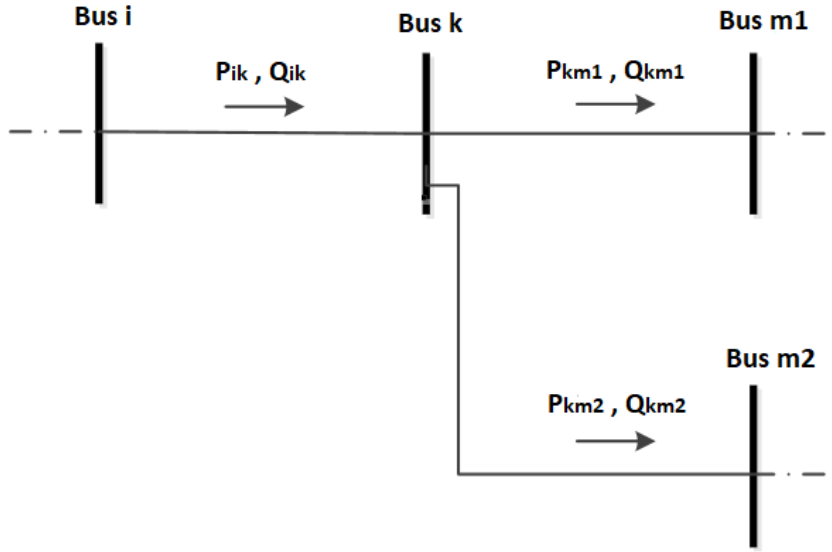 Bus i
Bus k
Bus m1
Pik , Qik
Pkm1 , Qkm1
Bus m2
Pkm2 , Qkm2